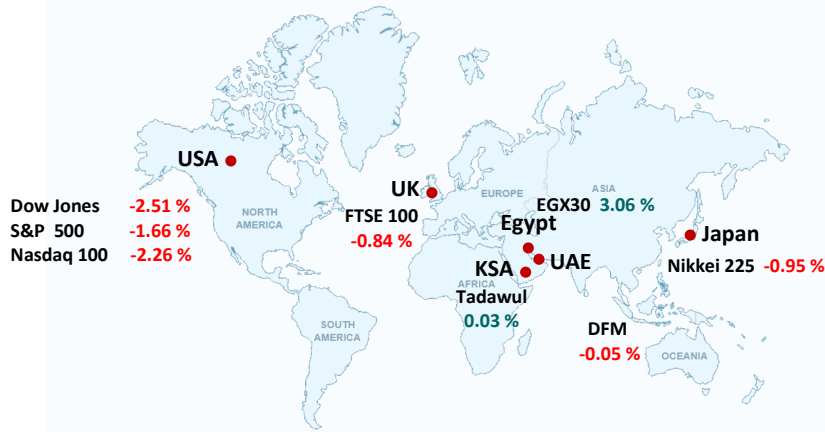 USA
Dow Jones -2.51 %
S&P 500 -1.66 %
Nasdaq 100 -2.26 %
NORTH
AMERICA
SOUTH
AMERICA
UK
FTSE 100
-0.84 %
EUROPE
ASIA
EGX30 3.06 %
Egypt
KSA
UAE
AFRICA
Tadawul
0.03 %
Japan
Nikkei 225 -0.95 %
DFM
-0.05 %
OCEANIA